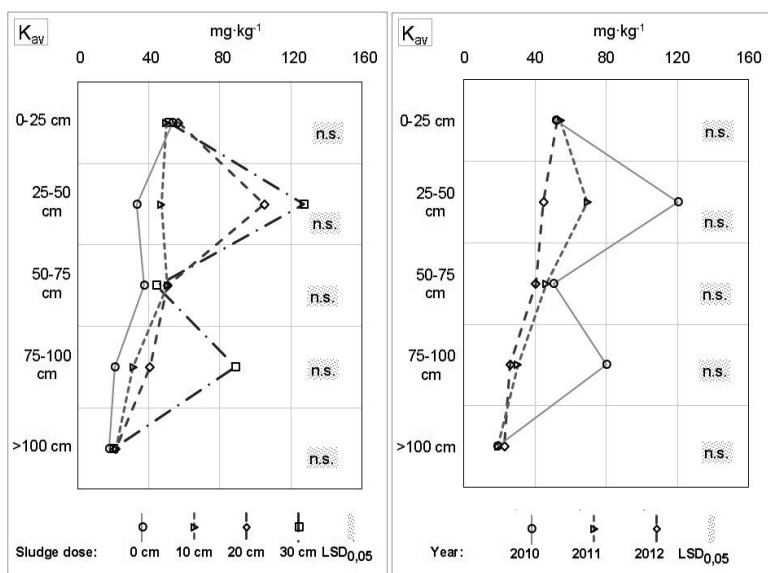 K_av mg·kg⁻¹
0 40 80 120 160
0-25 cm n.s.
25-50 cm n.s.
50-75 cm n.s.
75-100 cm n.s.
>100 cm n.s.
Sludge dose: 0 cm 10 cm 20 cm 30 cm LSD0,05
K_av mg·kg⁻¹
0 40 80 120 160
0-25 cm n.s.
25-50 cm n.s.
50-75 cm n.s.
75-100 cm n.s.
>100 cm n.s.
Year: 2010 2011 2012 LSD0,05